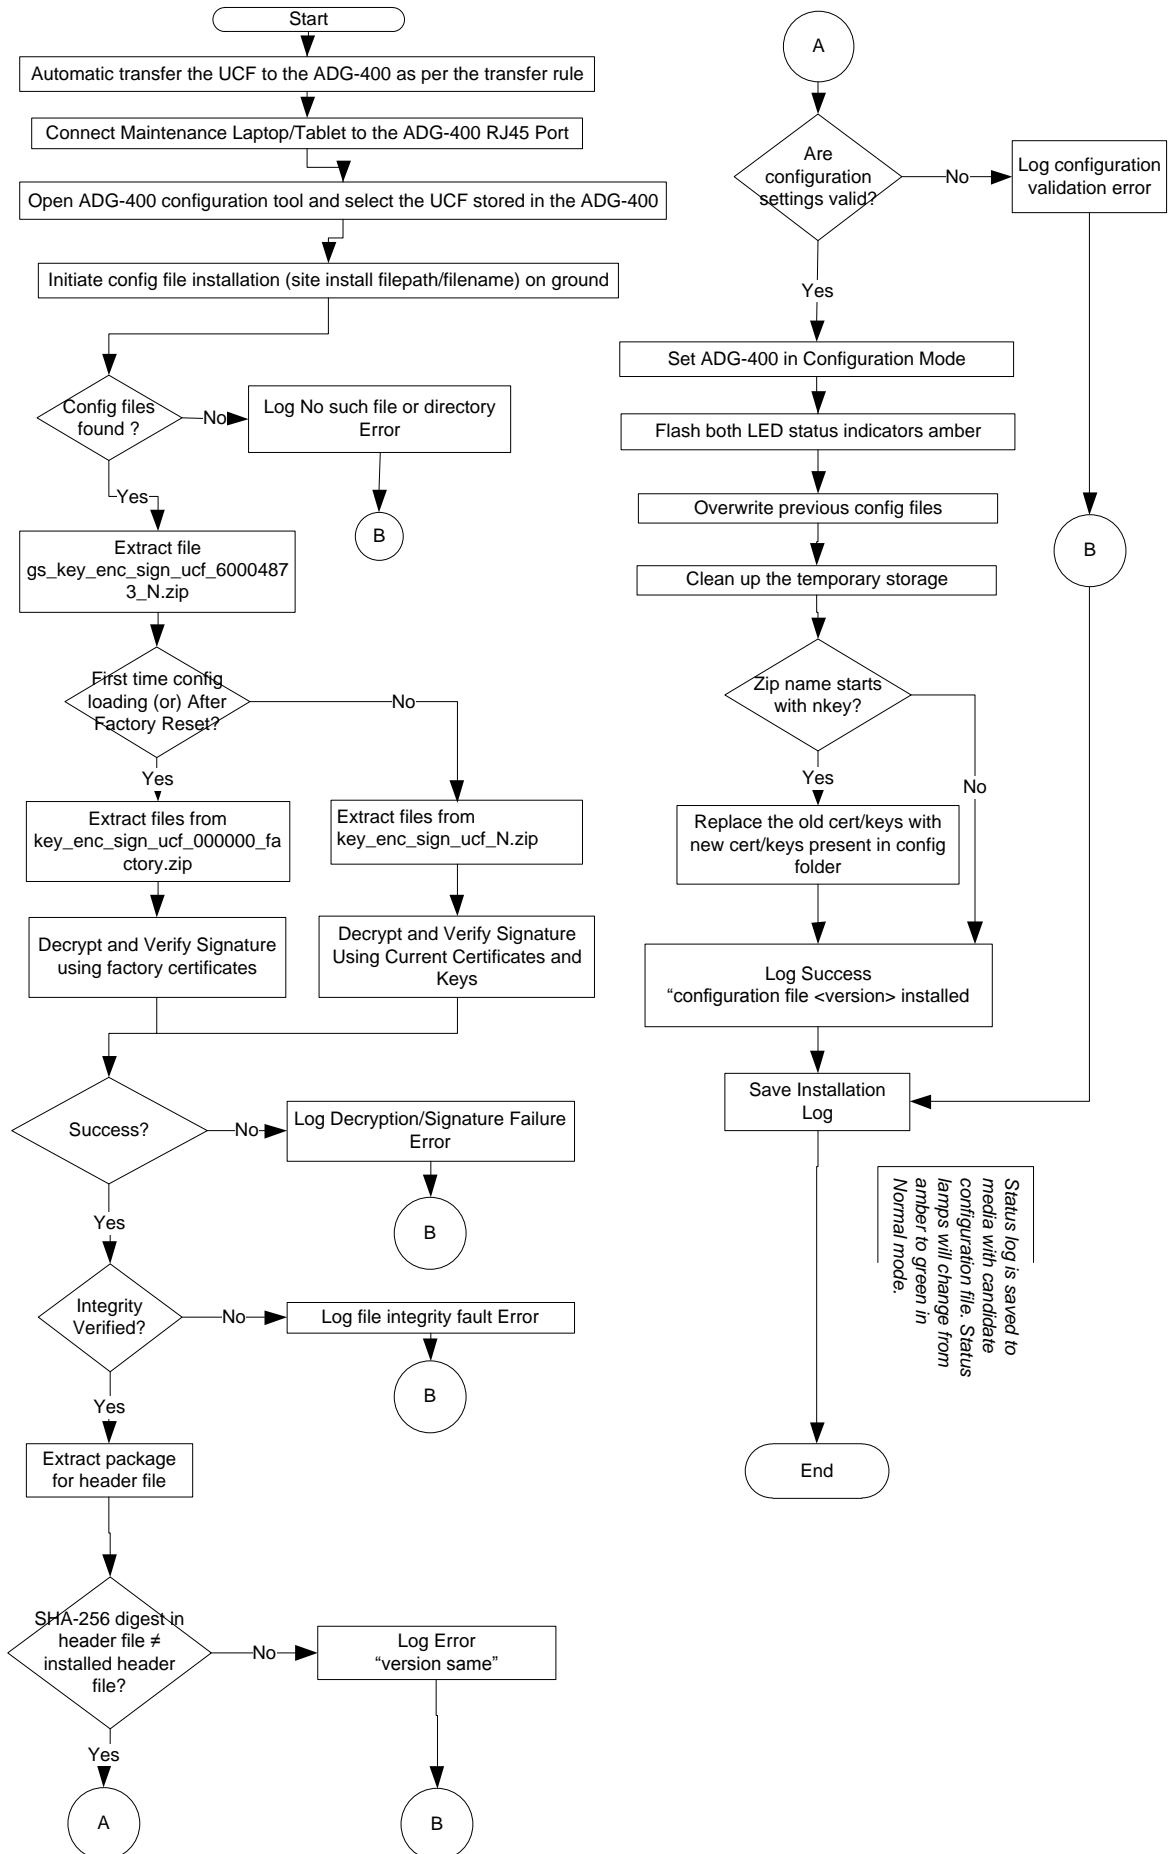 Start
Automatic transfer the UCF to the ADG-400 as per the transfer rule
Connect Maintenance Laptop/Tablet to the ADG-400 RJ45 Port
Open ADG-400 configuration tool and select the UCF stored in the ADG-400
Initiate config file installation (site install filepath/filename) on ground
Config files
found ?
No
Log No such file or directory
Error
B
Yes
Extract file
gs_key_enc_sign_ucf_6000487
3_N.zip
First time config
loading (or) After
Factory Reset?
No
Yes
Extract files from
key_enc_sign_ucf_000000_fa
ctory.zip
Extract files from
key_enc_sign_ucf_N.zip
Decrypt and Verify Signature
using factory certificates
Decrypt and Verify Signature
Using Current Certificates and
Keys
Success?
No
Log Decryption/Signature Failure
Error
B
Yes
Integrity
Verified?
No
Log file integrity fault Error
B
Yes
Extract package
for header file
SHA-256 digest in
header file ≠
installed header
file?
No
Log Error
“version same”
B
Yes
A
A
Are
configuration
settings valid?
No
Log configuration
validation error
B
Yes
Set ADG-400 in Configuration Mode
Flash both LED status indicators amber
Overwrite previous config files
Clean up the temporary storage
Zip name starts
with nkey?
Yes
No
Replace the old cert/keys with
new cert/keys present in config
folder
Log Success
“configuration file <version> installed
Save Installation
Log
Status log is saved to
media with candidate
configuration file. Status
lamps will change from
amber to green in
Normal mode.
End